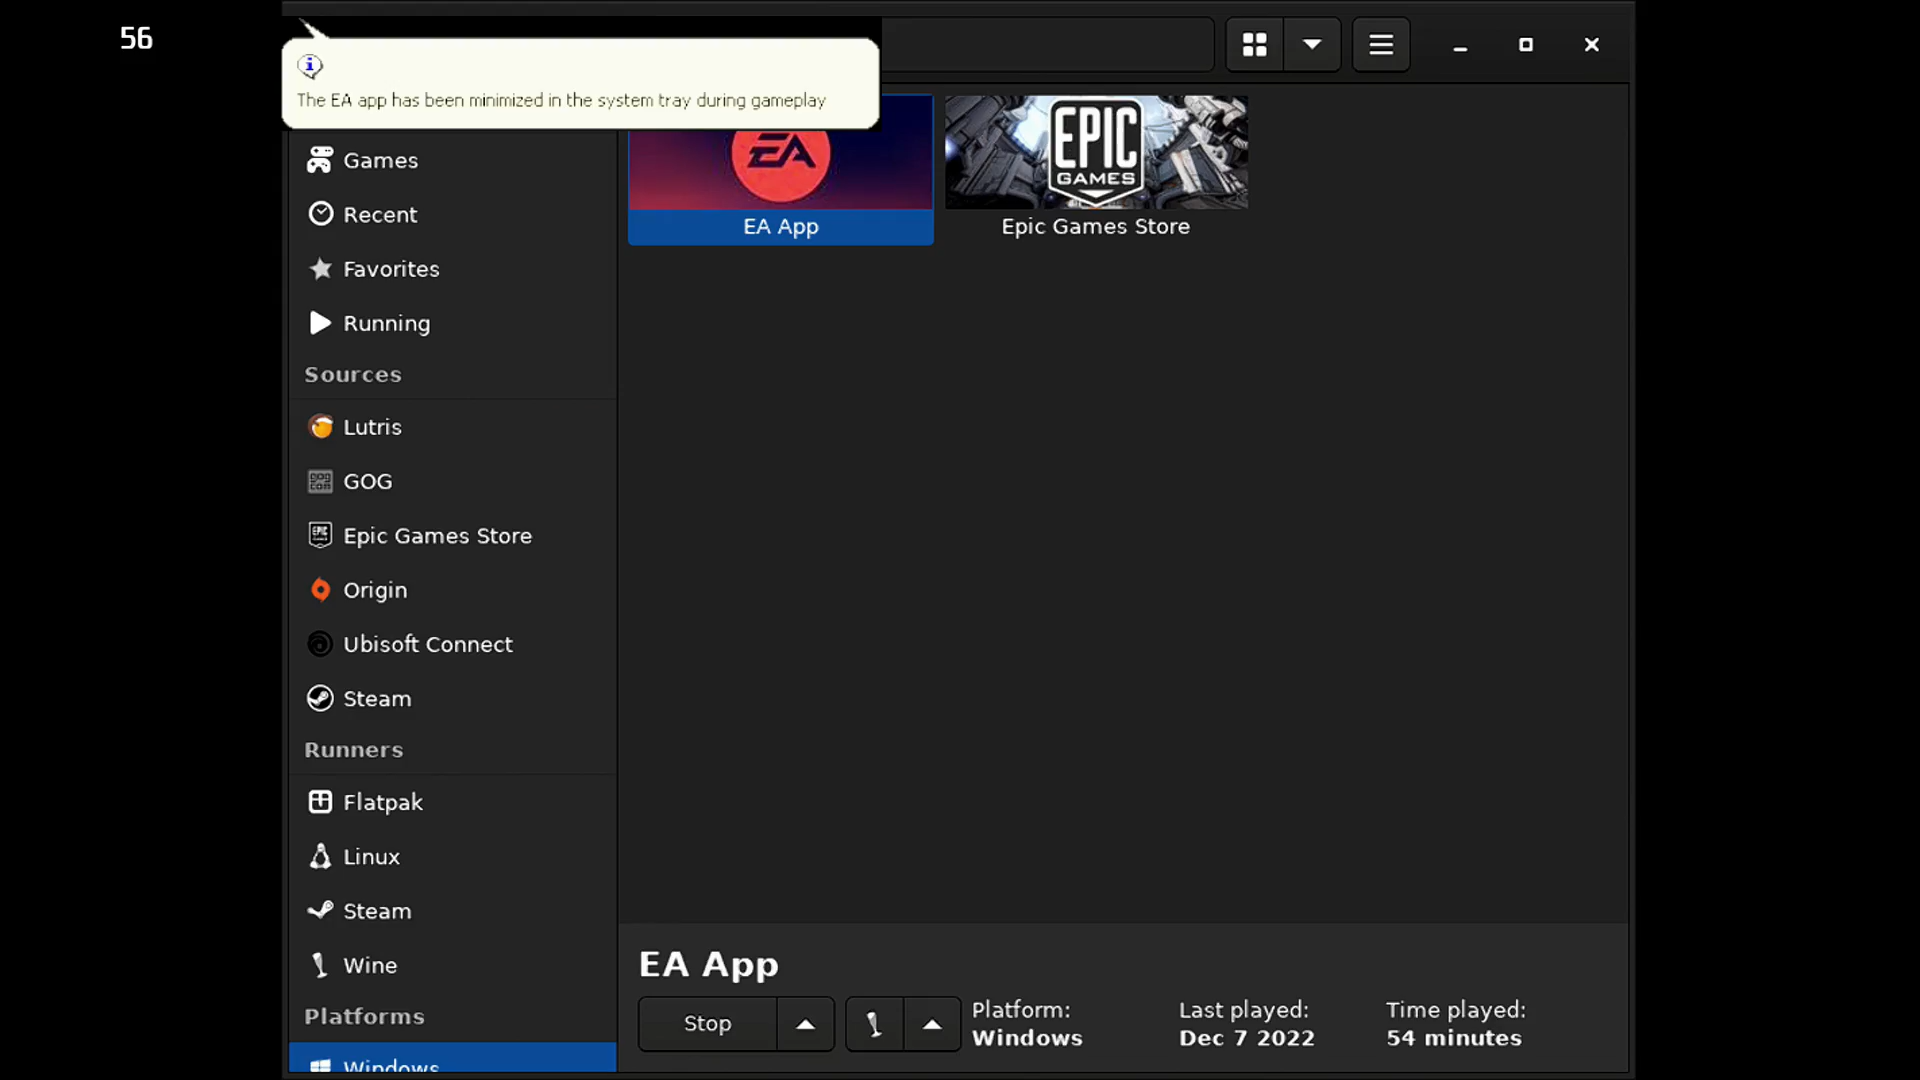 56
The EA app has been minimized in the system tray during gameplay
Games
Recent
Favorites
Running
Sources
Lutris
GOG
Epic Games Store
Origin
Ubisoft Connect
Steam
Runners
Flatpak
Linux
Steam
Wine
Platforms
Windows
EA
EA App
EPIC
GAMES
Epic Games Store
EA App
Stop
Platform:
Windows
Last played:
Dec 7 2022
Time played:
54 minutes